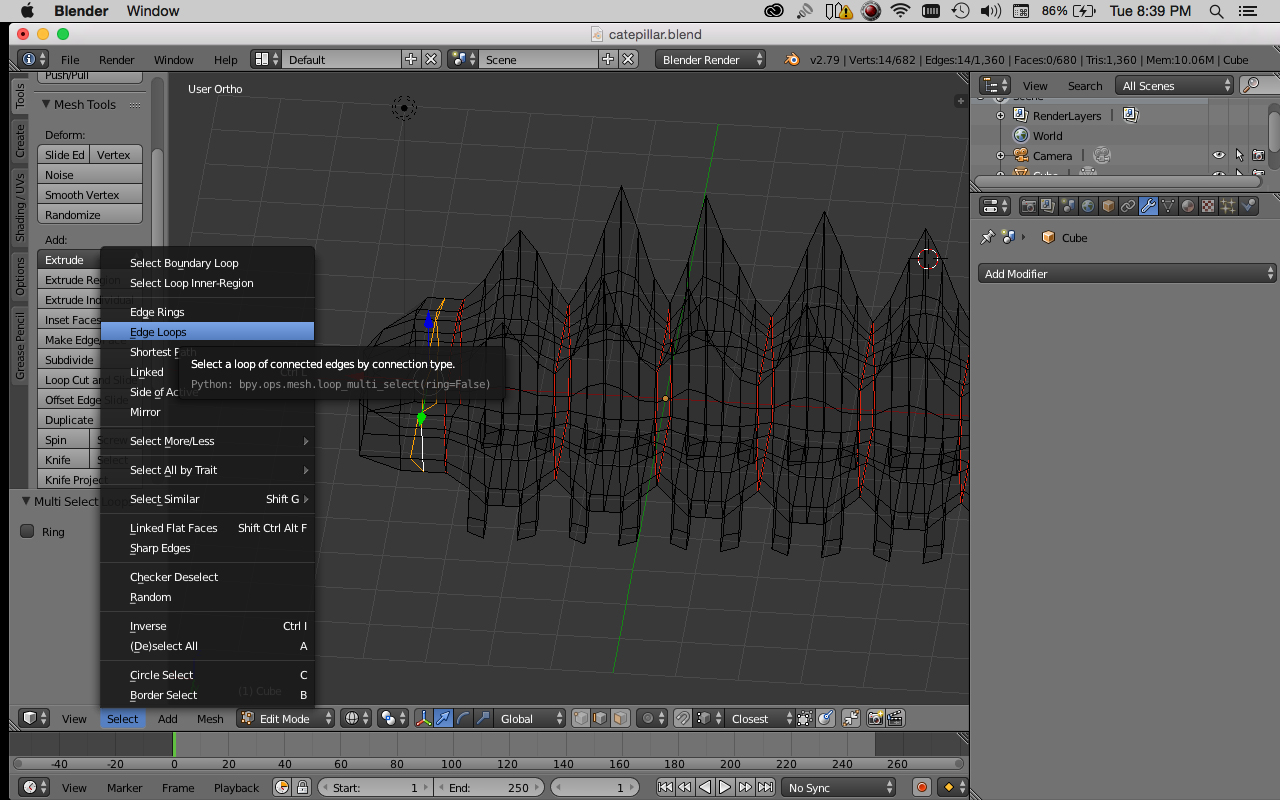 Blender Window 86% Tue 8:39 PM
catepillar.blend
File Render Window Help Default Scene Blender Render v2.79 | Verts:14/682 | Edges:14/1,360 | Faces:0/680 | Tris:1,360 | Mem:10.06M | Cube
Push/Pull
Mesh Tools
Deform:
Slide Ed Vertex
Noise
Smooth Vertex
Randomize
Add:
Extrude
Extrude Region
Extrude Individual
Inset Faces
Make Edge
Subdivide
Loop Cut and Slide
Offset Edge Slide
Duplicate
Spin Screw
Knife Select
Knife Project
Multi Select Loops
Ring
Tools
Create
Shading / UVs
Options
Grease Pencil
User Ortho
Select Boundary Loop
Select Loop Inner-Region
Edge Rings
Edge Loops
Shortest Path
Linked
Side of Active
Mirror
Select More/Less
Select All by Trait
Select Similar Shift G
Linked Flat Faces Shift Ctrl Alt F
Sharp Edges
Checker Deselect
Random
Inverse Ctrl I
(De)select All A
Circle Select C
Border Select B
Select a loop of connected edges by connection type.
Python: bpy.ops.mesh.loop_multi_select(ring=False)
(1) Cube
View Select Add Mesh Edit Mode Global Closest
-40 -20 0 20 40 60 80 100 120 140 160 180 200 220 240 260
View Marker Frame Playback Start: 1 End: 250 1 No Sync
View Search All Scenes
Scene
RenderLayers
World
Camera
Cube
Cube
Add Modifier